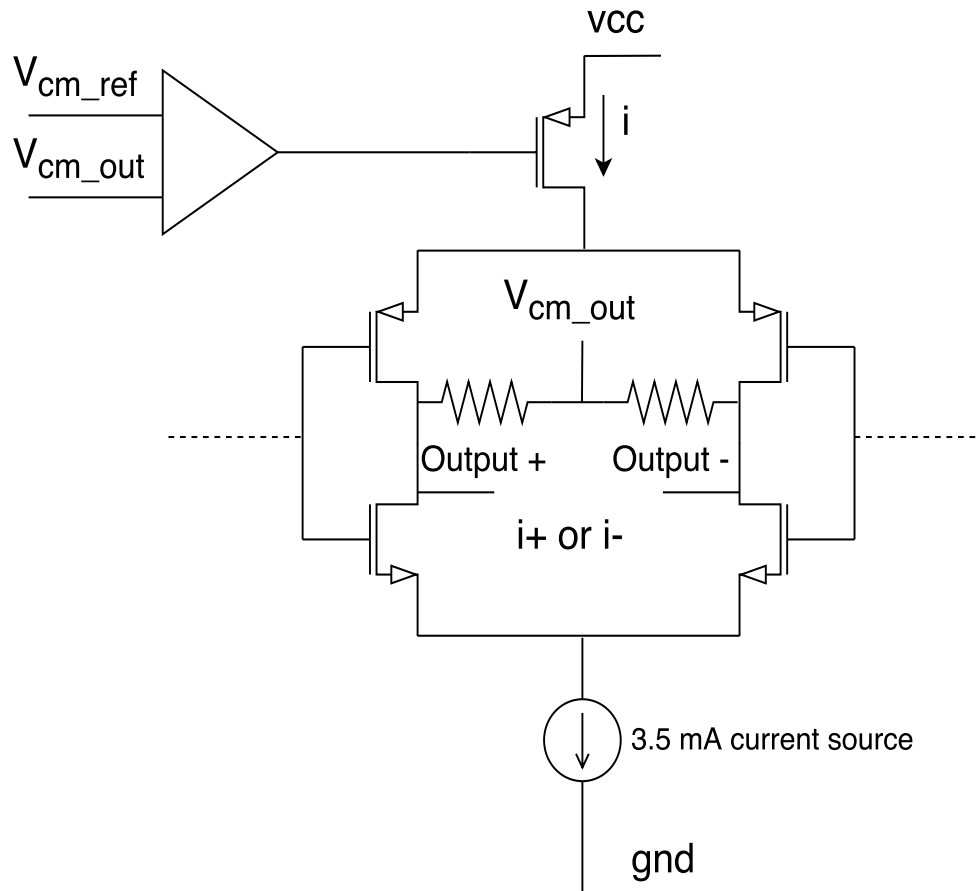 vcc
V_cm_ref
i
V_cm_out
V_cm_out
Output +
Output -
i+ or i-
3.5 mA current source
gnd